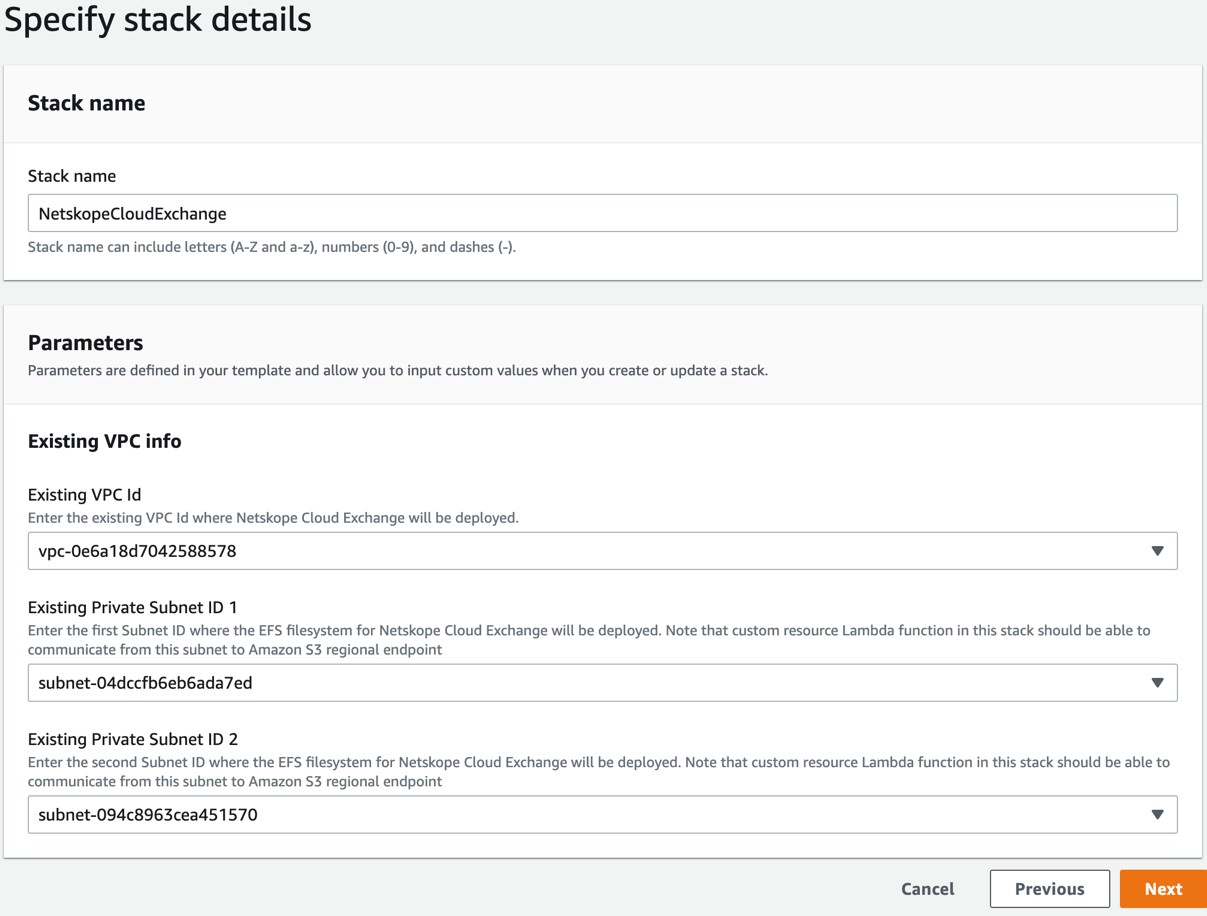 Specify stack details
Stack name
Stack name
NetskopeCloudExchange
Stack name can include letters (A-Z and a-z), numbers (0-9), and dashes (-).
Parameters
Parameters are defined in your template and allow you to input custom values when you create or update a stack.
Existing VPC info
Existing VPC Id
Enter the existing VPC Id where Netskope Cloud Exchange will be deployed.
vpc-0e6a18d7042588578
Existing Private Subnet ID 1
Enter the first Subnet ID where the EFS filesystem for Netskope Cloud Exchange will be deployed. Note that custom resource Lambda function in this stack should be able to
communicate from this subnet to Amazon S3 regional endpoint
subnet-04dccfb6eb6ada7ed
Existing Private Subnet ID 2
Enter the second Subnet ID where the EFS filesystem for Netskope Cloud Exchange will be deployed. Note that custom resource Lambda function in this stack should be able to
communicate from this subnet to Amazon S3 regional endpoint
subnet-094c8963cea451570
Cancel Previous Next